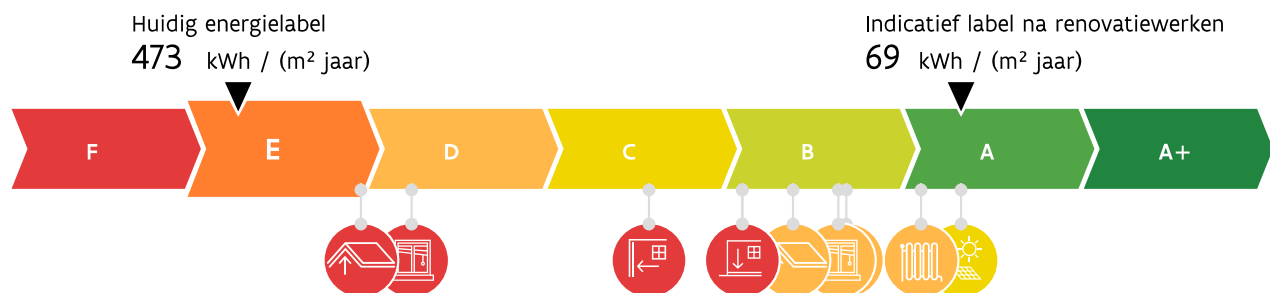 Huidig energielabel
473 kWh / (m² jaar)
Indicatief label na renovatiewerken
69 kWh / (m² jaar)
F E D C B A A+